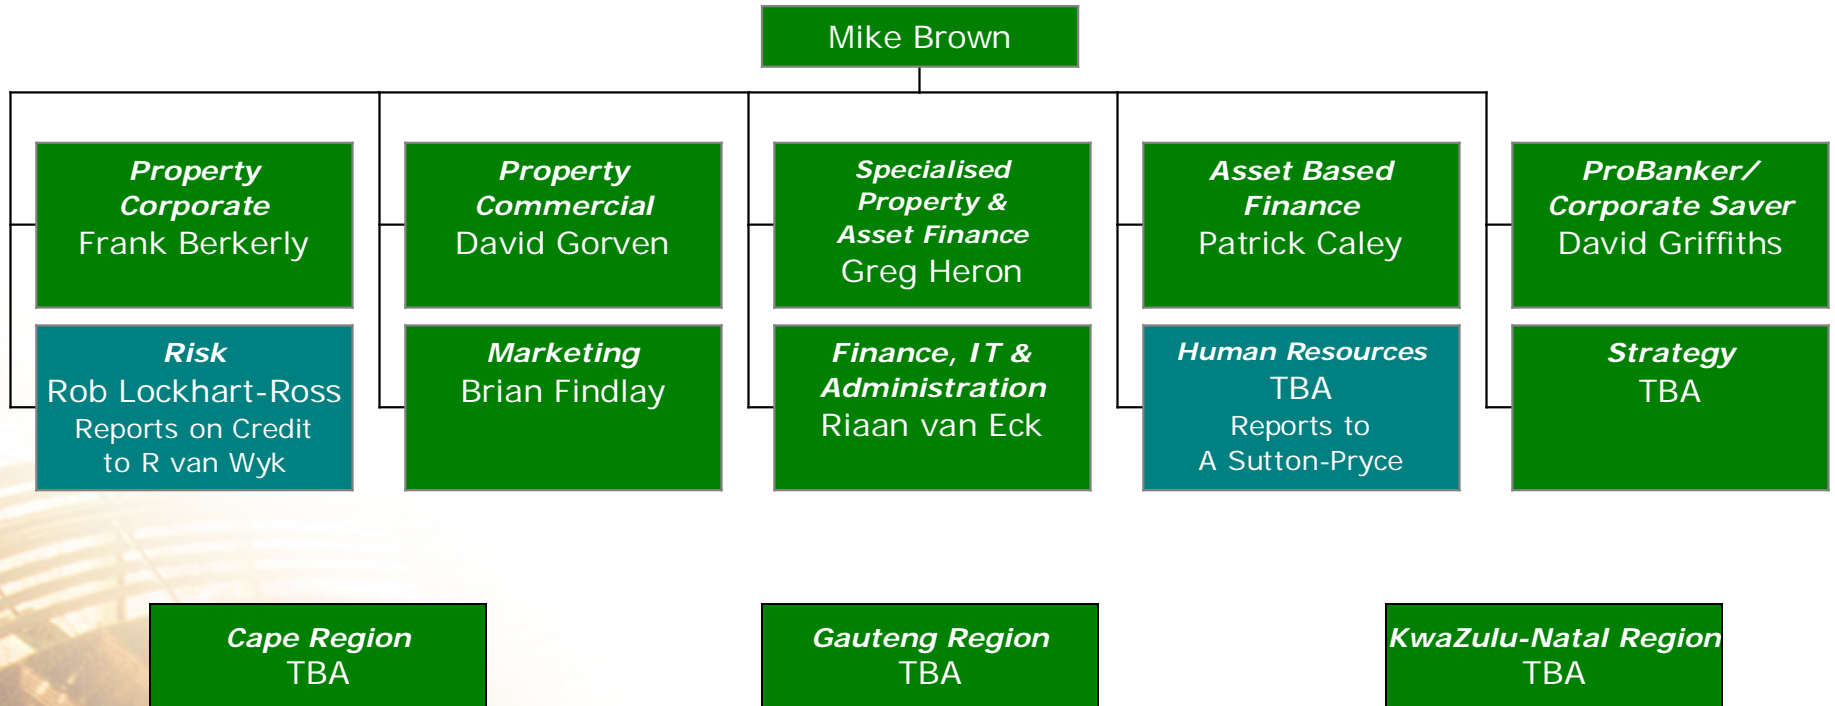 Mike Brown
Property
Corporate
Frank Berkerly
Property
Commercial
David Gorven
Specialised
Property &
Asset Finance
Greg Heron
Asset Based
Finance
Patrick Caley
ProBanker/
Corporate Saver
David Griffiths
Risk
Rob Lockhart-Ross
Reports on Credit
to R van Wyk
Marketing
Brian Findlay
Finance, IT &
Administration
Riaan van Eck
Human Resources
TBA
Reports to
A Sutton-Pryce
Strategy
TBA
Cape Region
TBA
Gauteng Region
TBA
KwaZulu-Natal Region
TBA